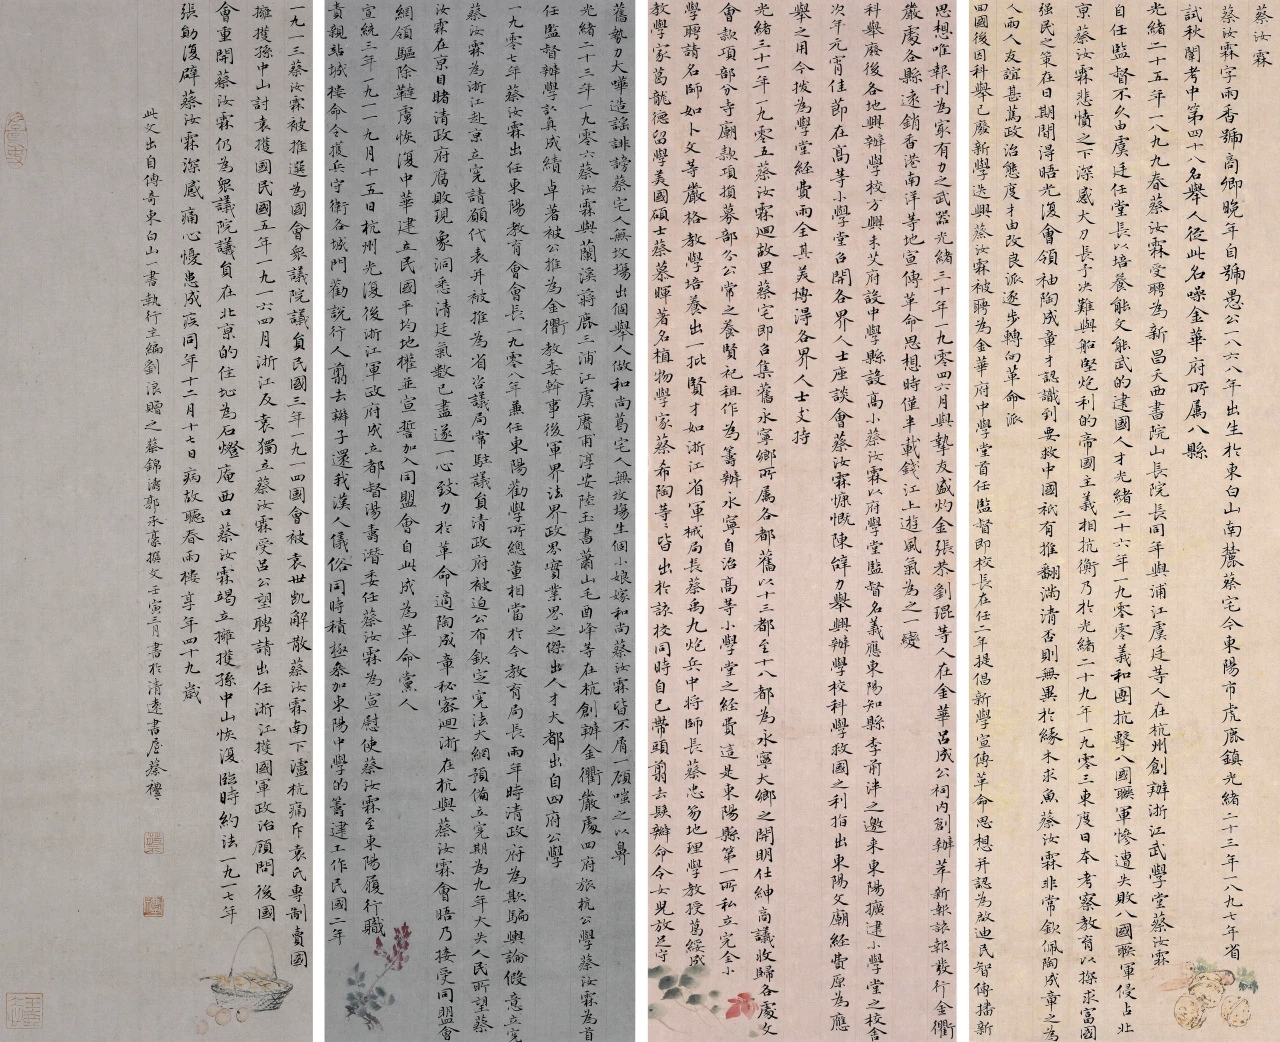 蔡汝霖
蔡汝霖字雨香號高卿晚年自號愚公一八六八年出生於東白山南麓蔡宅今東陽市虎鹿鎮光緒二十三年一八九七年省
試秋闈考中第四十八名舉人從此名噪金華府所属八縣
光緒二十五年一八九九春蔡汝霖受聘為新昌天西書院山長院長同年與浦江虞廷等人在杭州創辦浙江武學堂蔡汝霖
自任監督不久由虞廷任堂長以培養能文能武的建國人才光緒二十六年一九零零義和團抗擊八國聯軍慘遭失敗八國聯軍侵占北
京蔡汝霖悲憤之下深感大刀長予决難與船堅炮利的帝國主義相抗衡乃於光緒二十九年一九零三東度日本考察教育以探求富國
强民之策在日期間得晤光復會領袖陶成章才認識到要救中國祇有推翻滿清否則無異於緣木求魚蔡汝霖非常欽佩陶成章之為
人而人友誼甚篤政治態度才由改良派逐步轉向革命派
回國後因科舉已廢新學迭興蔡汝霖被聘為金華府中學堂首任監督即校長在任二年提倡新學宣傳革命思想并認為啟迪民智傳播新
思想唯報刊為家有力之武器光緒三十年一九零四六月與摯友盛灼金張恭劉琨等人在金華呂成公祠内創辦萃新報該報發行金衢
嚴處各縣遠銷香港南洋等地宣傳革命思想時僅半載錢江上遊風氣為之一變
科舉廢後各地興辦學校方興未艾府設中學縣設高小蔡汝霖以府學堂監督名義應東陽知縣李前泮之邀来東陽擴建小學堂之校舍
次年元宵佳節在高等小學堂召開各界人士座談會蔡汝霖慷慨陳辭力舉興辦學校科學救國之利指出東陽文廟經費原為應
舉之用今拨為學堂經費兩全其美博得各界人士支持
光緒三十一年一九零五蔡汝霖廻故里蔡宅即召集舊永寧鄉所属各都舊以十三都至十八都為永寧大鄉之開明仕紳商議收歸各處文
會款項部分寺廟款項損募部分公常之養賢祀祖作為籌辦永寧自治高等小學堂之經費這是東陽縣第一所私立完全小
學聘請名師如卜文等嚴格教學培養出一批賢才如浙江省軍械局長蔡禹九炮兵中将師長蔡忠笏地理學教授葛綏成
教學家葛龍德留學美國碩士蔡慕暉著名植物學家蔡希陶等皆出於該校同時自己帶頭剪去髮辮命令女兒放足守
舊勢力大嘩造謡誹謗蔡宅人無坟塲出個舉人做和尚葛宅人無坟塲生個小娘嫁和尚蔡汝霖皆不屑一顧嗤之以鼻
光緒三十三年一九零六蔡汝霖與蘭溪蔣鹿三浦江虞賡甫淳安陸玉書蕭山毛酉峰等在杭創辦金衢嚴處四府旅杭公學蔡汝霖為首
任監督辦學認真成績卓著被公推為金衢教委幹事後軍界法界政界實業界之傑出人才大都出自四府公學
一九零七年蔡汝霖出任東陽教育會會長一九零八年兼任東陽勸學所總董相當於今教育局長兩年時清政府為欺騙輿論假意立憲
蔡汝霖為浙江赴京立憲請願代表并被推為省咨議局常駐議員清政府被迫公布欽定憲法大綱預備立憲期為九年大失人民所望蔡
汝霖在京目睹清政府腐敗現象洞悉清廷氣數已盡遂一心致力於革命適陶成章秘密廻浙在杭與蔡汝霖會晤乃接受同盟會
綱領驅除韃虜恢復中華建立民國平均地權並宣誓加入同盟會自此成為革命黨人
宣統三年一九一一九月十五日杭州光復後浙江軍政府成立都督湯壽潜委任蔡汝霖為宣慰使蔡汝霖至東陽履行職
責親站城樓命令護兵守衛各城門勸說行人剪去辮子還我漢人儀俗同時積極参加東陽中學的籌建工作民國二年
一九一三蔡汝霖被推選為國會衆議院議員民國三年一九一四國會被袁世凱解散蔡汝霖南下瀘杭痛斥袁氏專制賣國
擁護孫中山討袁護國民國五年一九一六四月浙江反袁獨立蔡汝霖受呂公望聘請出任浙江護國軍政治顧問後國
會重開蔡汝霖仍為衆議院議員在北京的住地為石燈庵西口蔡汝霖竭立擁護孫中山恢復臨時約法一九一七年
張勛復辟蔡汝霖深感痛心憂患成疾同年十二月十七日病故聽春雨樓享年四十九歲
此文出自傳奇東白山一書執行主編劉浪贈之蔡錦濤郭承豪撰文壬寅三月書於清遠書屋蔡禮